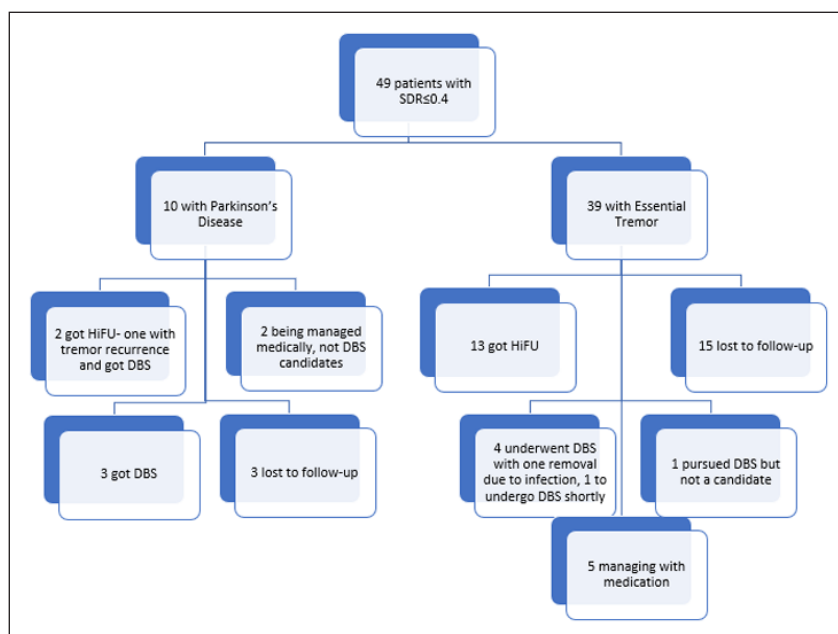 49 patients with
SDR≤0.4
10 with Parkinson's
Disease
39 with Essential
Tremor
2 got HiFU- one with
tremor recurrence
and got DBS
2 being managed
medically, not DBS
candidates
13 got HiFU
15 lost to follow-up
3 got DBS
3 lost to follow-up
4 underwent DBS
with one removal
due to infection, 1 to
undergo DBS shortly
1 pursued DBS but
not a candidate
5 managing with
medication